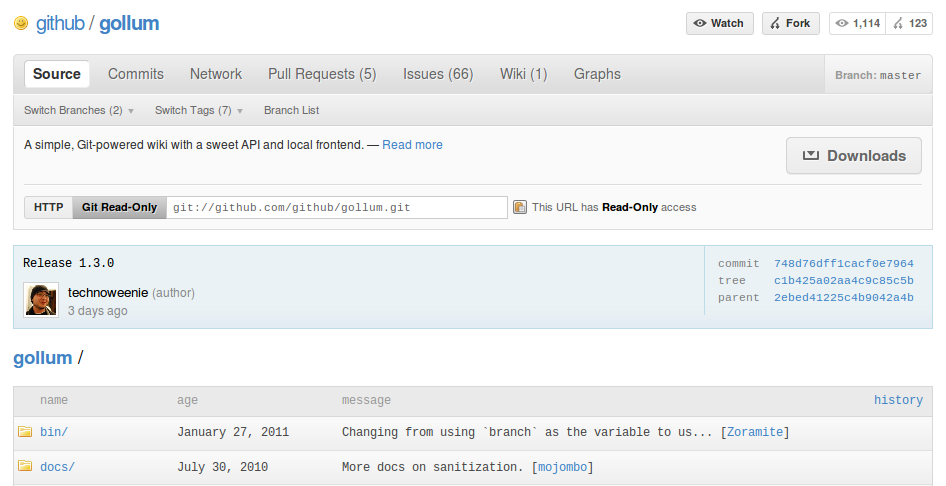 github / gollum
Watch Fork 1,114 123
Source Commits Network Pull Requests (5) Issues (66) Wiki (1) Graphs Branch: master
Switch Branches (2) Switch Tags (7) Branch List
A simple, Git-powered wiki with a sweet API and local frontend. — Read more
Downloads
HTTP Git Read-Only git://github.com/github/gollum.git This URL has Read-Only access
Release 1.3.0
technoweenie (author)
3 days ago
commit 748d76dff1cacf0e7964
tree c1b425a02aa4c9c85c5b
parent 2ebed41225c4b9042a4b
gollum /
name age message history
bin/ January 27, 2011 Changing from using `branch` as the variable to us... [Zoramite]
docs/ July 30, 2010 More docs on sanitization. [mojombo]